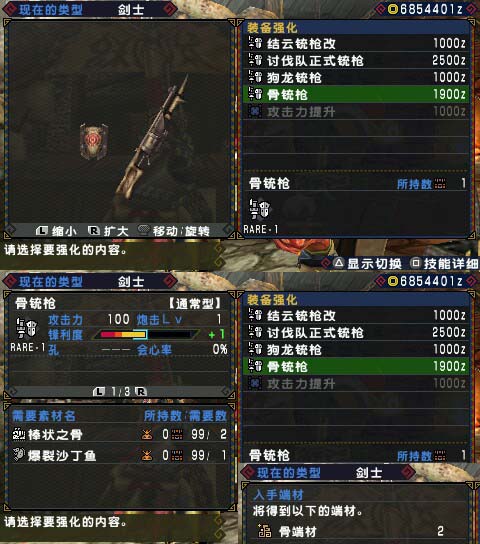 现在的类型 剑士
6854401z
装备强化
结云铳枪改 1000z
讨伐队正式铳枪 2500z
狗龙铳枪 1000z
骨铳枪 1900z
攻击力提升 1000z
骨铳枪 所持数 1
RARE-1
L 缩小 R 扩大 移动/旋转
请选择要强化的内容。
△显示切换 □技能详细
现在的类型 剑士
6854401z
骨铳枪 【通常型】
攻击力 100 炮击Lv 1
锋利度 +1
RARE-1
孔 --- 会心率 0%
L 1/3 R
需要素材名 所持数 需要数
棒状之骨 0 99/ 2
爆裂沙丁鱼 0 99/ 1
请选择要强化的内容。
装备强化
结云铳枪改 1000z
讨伐队正式铳枪 2500z
狗龙铳枪 1000z
骨铳枪 1900z
攻击力提升 1000z
骨铳枪 所持数 1
现在的类型 剑士
入手端材
将得到以下的端材。
骨端材 2